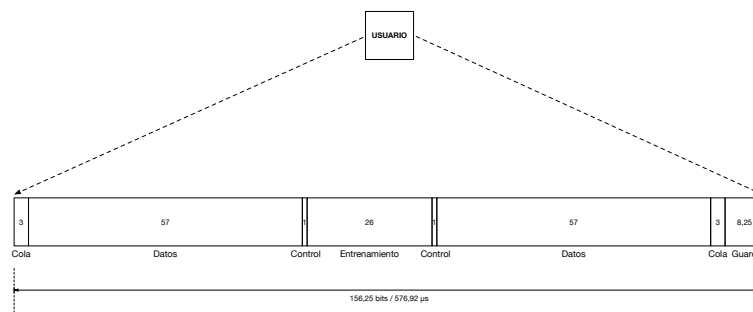 USUARIO
3 57 1 26 1 57 3 8,25
Cola Datos Control Entrenamiento Control Datos Cola Guar
156,25 bits / 576,92 µs